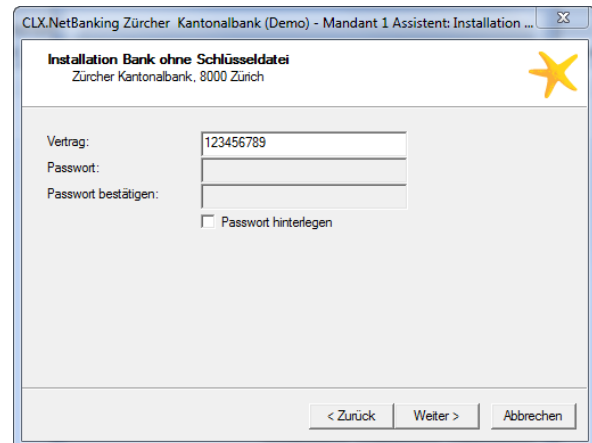 CLX.NetBanking Zürcher Kantonalbank (Demo) - Mandant 1 Assistent: Installation ...
Installation Bank ohne Schlüsseldatei
Zürcher Kantonalbank, 8000 Zürich
Vertrag: 123456789
Passwort:
Passwort bestätigen:
Passwort hinterlegen
< Zurück Weiter > Abbrechen